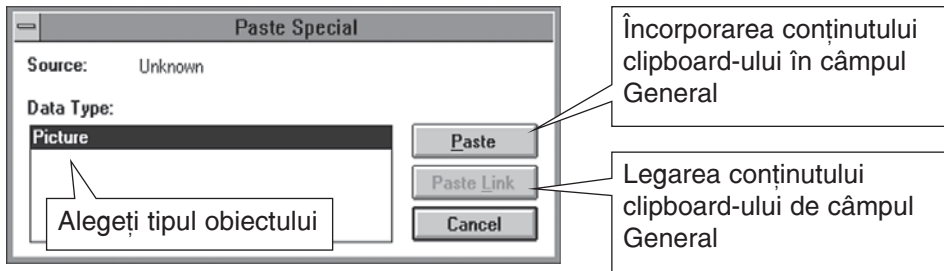 Paste Special
Source: Unknown
Data Type:
Picture
Paste
Paste Link
Cancel
Alegeți tipul obiectului
Încorporarea conținutului
clipboard-ului în câmpul
General
Legarea conținutului
clipboard-ului de câmpul
General